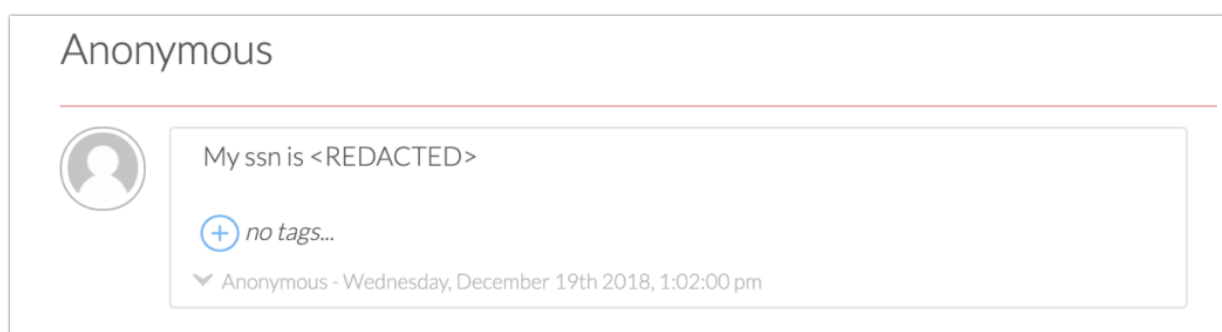 Anonymous
My ssn is <REDACTED>
no tags...
Anonymous - Wednesday, December 19th 2018, 1:02:00 pm